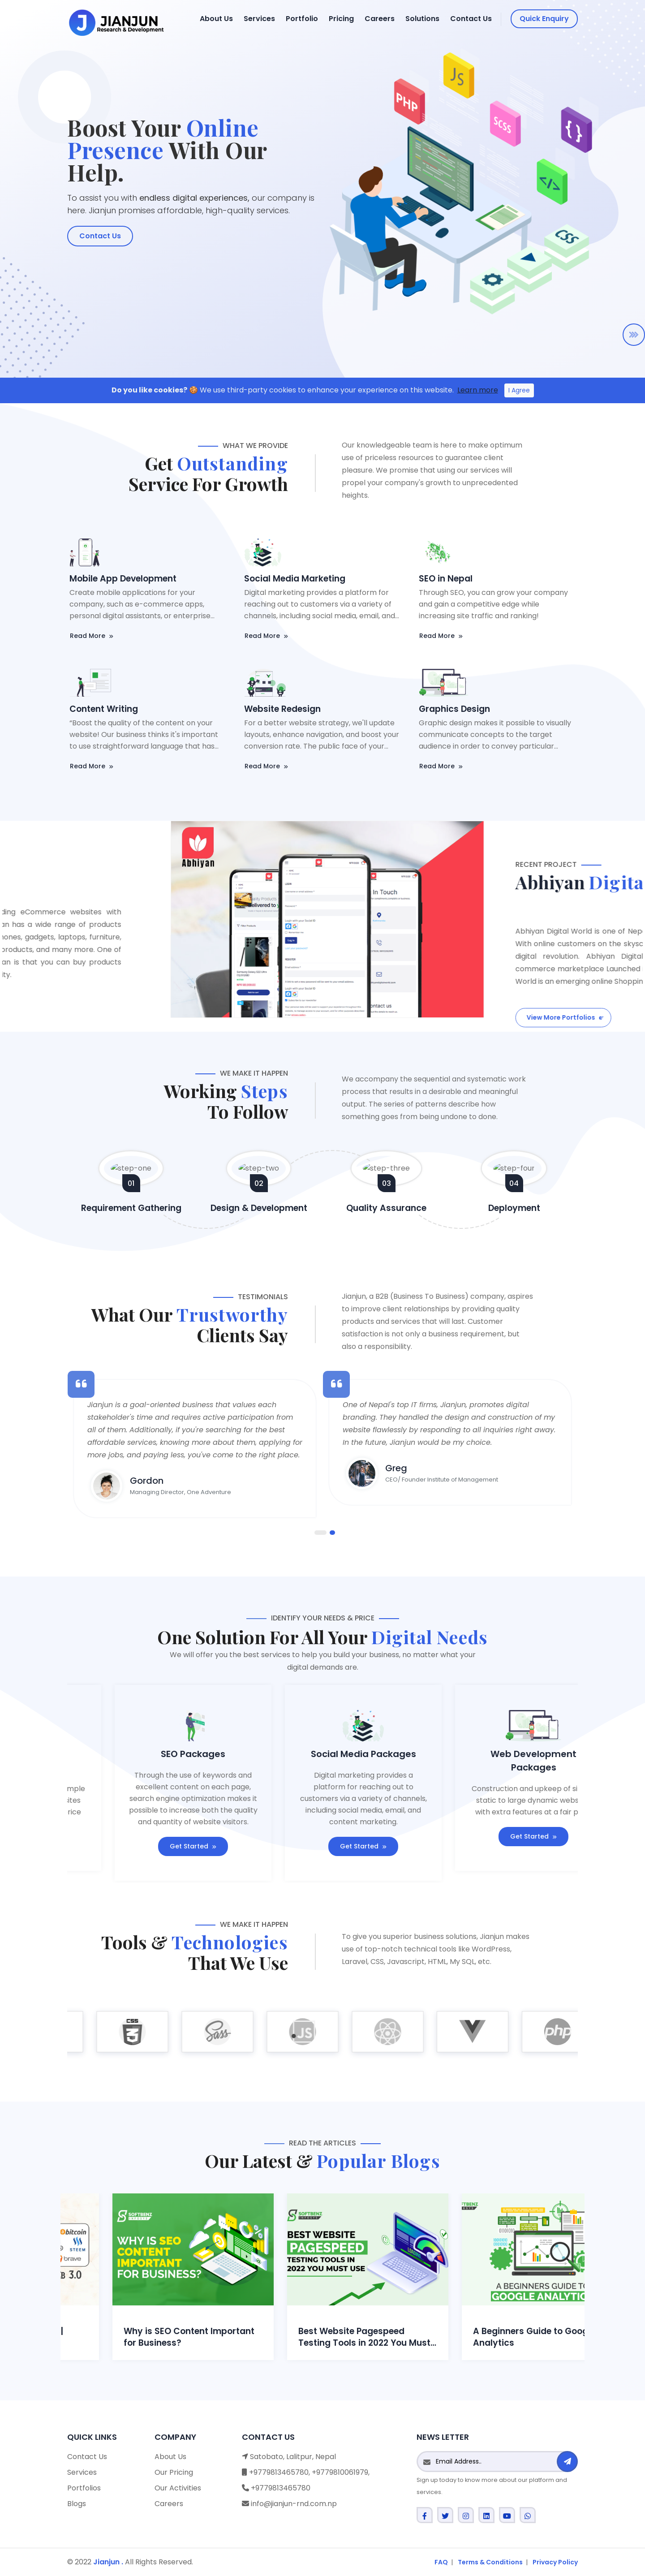 JIANJUN
Research & Development
About Us
Services
Portfolio
Pricing
Careers
Solutions
Contact Us
Quick Enquiry
Boost Your Online
Presence With Our
Help.
To assist you with endless digital experiences, our company is
here. Jianjun promises affordable, high-quality services.
Contact Us
JS
PHP
SCSS
CSS
Do you like cookies? 🍪 We use third-party cookies to enhance your experience on this website. Learn more
I Agree
WHAT WE PROVIDE
Get Outstanding
Service For Growth
Our knowledgeable team is here to make optimum
use of priceless resources to guarantee client
pleasure. We promise that using our services will
propel your company's growth to unprecedented
heights.
Mobile App Development
Create mobile applications for your
company, such as e-commerce apps,
personal digital assistants, or enterprise...
Read More »
Social Media Marketing
Digital marketing provides a platform for
reaching out to customers via a variety of
channels, including social media, email, and...
Read More »
SEO in Nepal
Through SEO, you can grow your company
and gain a competitive edge while
increasing site traffic and ranking!
Read More »
Content Writing
"Boost the quality of the content on your
website! Our business thinks it's important
to use straightforward language that has...
Read More »
Website Redesign
For a better website strategy, we'll update
layouts, enhance navigation, and boost your
conversion rate. The public face of your...
Read More »
Graphics Design
Graphic design makes it possible to visually
communicate concepts to the target
audience in order to convey particular...
Read More »
ding eCommerce websites with
an has a wide range of products
ones, gadgets, laptops, furniture,
products, and many more. One of
an is that you can buy products
ity.
Abhiyan
In Touch
RECENT PROJECT
Abhiyan Digita
Abhiyan Digital World is one of Nep
With online customers on the skysc
digital revolution. Abhiyan Digital
commerce marketplace Launched
World is an emerging online Shoppin
View More Portfolios
WE MAKE IT HAPPEN
Working Steps
To Follow
We accompany the sequential and systematic work
process that results in a desirable and meaningful
output. The series of patterns describe how
something goes from being undone to done.
step-one
01
Requirement Gathering
step-two
02
Design & Development
step-three
03
Quality Assurance
step-four
04
Deployment
TESTIMONIALS
What Our Trustworthy
Clients Say
Jianjun, a B2B (Business To Business) company, aspires
to improve client relationships by providing quality
products and services that will last. Customer
satisfaction is not only a business requirement, but
also a responsibility.
Jianjun is a goal-oriented business that values each
stakeholder's time and requires active participation from
all of them. Additionally, if you're searching for the best
affordable services, knowing more about them, applying for
more jobs, and paying less, you've come to the right place.
Gordon
Managing Director, One Adventure
One of Nepal's top IT firms, Jianjun, promotes digital
branding. They handled the design and construction of my
website flawlessly by responding to all inquiries right away.
In the future, Jianjun would be my choice.
Greg
CEO/ Founder Institute of Management
IDENTIFY YOUR NEEDS & PRICE
One Solution For All Your Digital Needs
We will offer you the best services to help you build your business, no matter what your
digital demands are.
mple
ites
rice
SEO Packages
Through the use of keywords and
excellent content on each page,
search engine optimization makes it
possible to increase both the quality
and quantity of website visitors.
Get Started »
Social Media Packages
Digital marketing provides a
platform for reaching out to
customers via a variety of channels,
including social media, email, and
content marketing.
Get Started »
Web Development
Packages
Construction and upkeep of si
static to large dynamic webs
with extra features at a fair p
Get Started »
WE MAKE IT HAPPEN
Tools & Technologies
That We Use
To give you superior business solutions, Jianjun makes
use of top-notch technical tools like WordPress,
Laravel, CSS, Javascript, HTML, My SQL, etc.
CSS
Sass
JS
php
READ THE ARTICLES
Our Latest & Popular Blogs
bitcoin
STEEM
brave
B 3.0
SOFTBENZ
WHY IS SEO
CONTENT
IMPORTANT
FOR BUSINESS?
Why is SEO Content Important
for Business?
SOFTBENZ
BEST WEBSITE
PAGESPEED
TESTING TOOLS IN
2022 YOU MUST USE
Best Website Pagespeed
Testing Tools in 2022 You Must...
A BEGINNERS GUIDE TO
GOOGLE ANALYTIC
A Beginners Guide to Goog
Analytics
QUICK LINKS
Contact Us
Services
Portfolios
Blogs
COMPANY
About Us
Our Pricing
Our Activities
Careers
CONTACT US
Satobato, Lalitpur, Nepal
+9779813465780, +9779810061979,
+9779813465780
info@jianjun-rnd.com.np
NEWS LETTER
Email Address..
Sign up today to know more about our platform and
services
© 2022 Jianjun . All Rights Reserved.
FAQ | Terms & Conditions | Privacy Policy